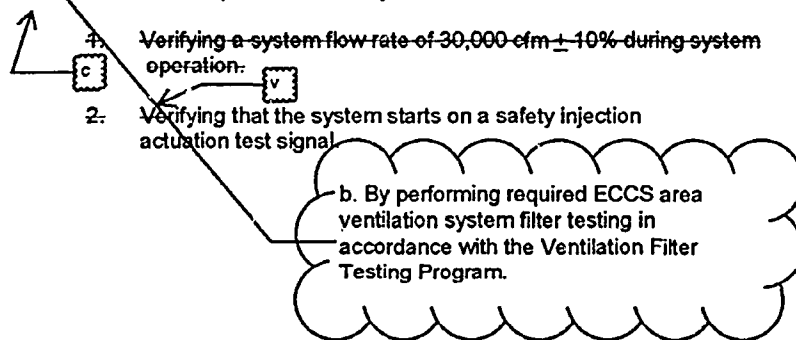 1. Verifying a system flow rate of 30,000 cfm ± 10% during system
operation.
c
v
2. Verifying that the system starts on a safety injection
actuation test signal.
b. By performing required ECCS area
ventilation system filter testing in
accordance with the Ventilation Filter
Testing Program.